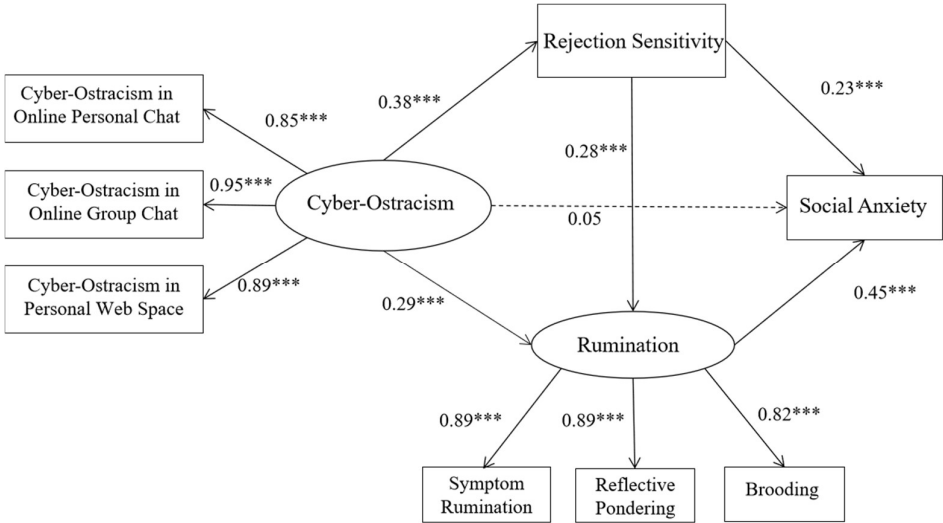 Rejection Sensitivity
Cyber-Ostracism in
Online Personal Chat
0.85***
0.38***
0.23***
0.28***
Cyber-Ostracism in
Online Group Chat
0.95***
Cyber-Ostracism
0.05
Social Anxiety
Cyber-Ostracism in
Personal Web Space
0.89***
0.29***
0.45***
Rumination
0.89***
0.89***
0.82***
Symptom
Rumination
Reflective
Pondering
Brooding